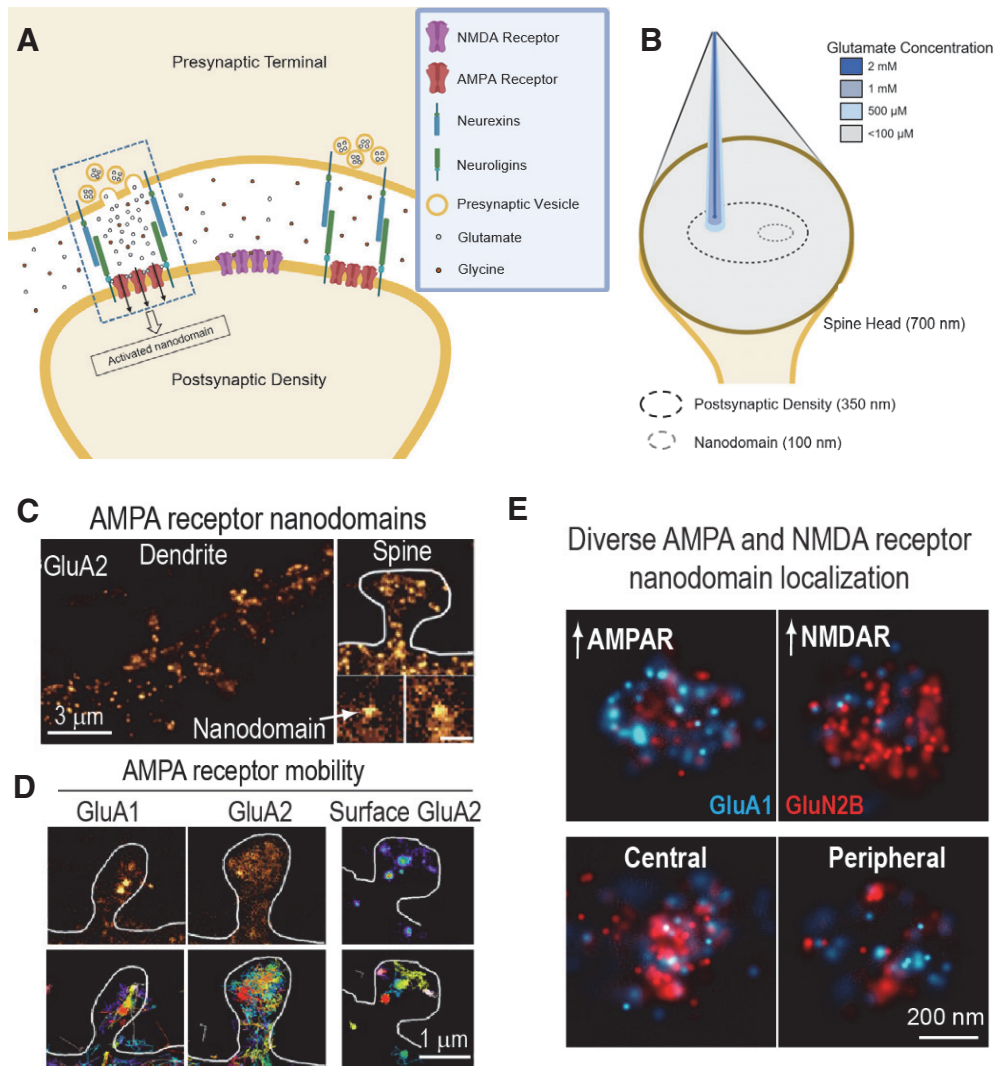 A
Presynaptic Terminal
Activated nanodomain
Postsynaptic Density
NMDA Receptor
AMPA Receptor
Neurexins
Neuroligins
Presynaptic Vesicle
Glutamate
Glycine
B
Glutamate Concentration
2 mM
1 mM
500 µM
<100 µM
Spine Head (700 nm)
Postsynaptic Density (350 nm)
Nanodomain (100 nm)
C
AMPA receptor nanodomains
GluA2
Dendrite
Spine
3 µm
Nanodomain
D
AMPA receptor mobility
GluA1
GluA2
Surface GluA2
1 µm
E
Diverse AMPA and NMDA receptor
nanodomain localization
↑AMPAR
↑NMDAR
GluA1
GluN2B
Central
Peripheral
200 nm